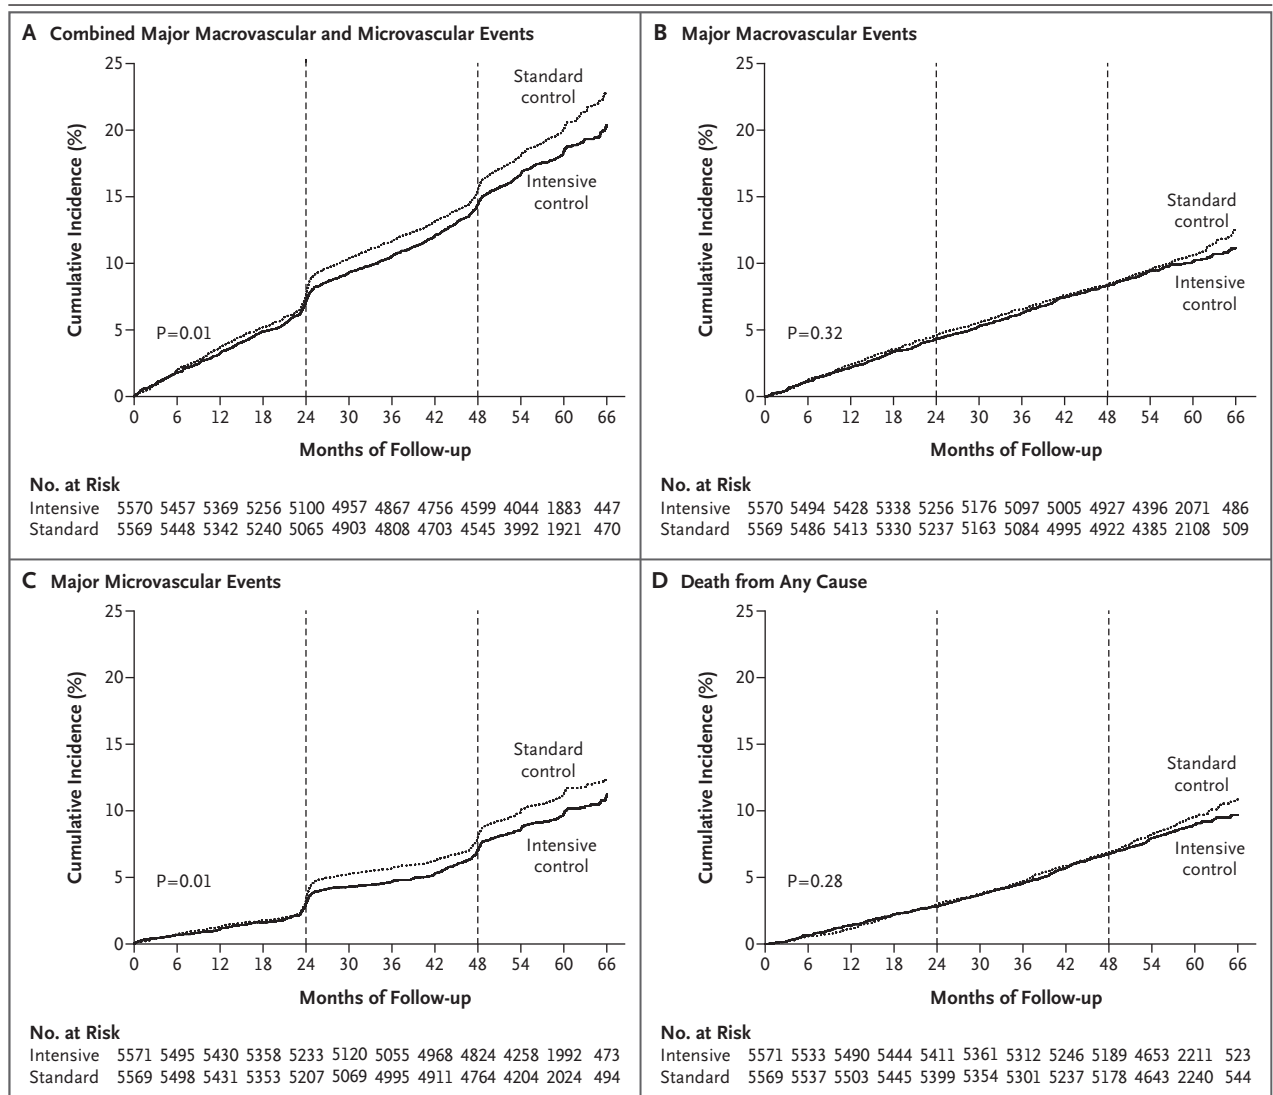 A Combined Major Macrovascular and Microvascular Events
25
20
15
10
5
0
Cumulative Incidence (%)
Standard
control
Intensive
control
P=0.01
0 6 12 18 24 30 36 42 48 54 60 66
Months of Follow-up
No. at Risk
Intensive 5570 5457 5369 5256 5100 4957 4867 4756 4599 4044 1883 447
Standard 5569 5448 5342 5240 5065 4903 4808 4703 4545 3992 1921 470
B Major Macrovascular Events
25
20
15
10
5
0
Cumulative Incidence (%)
Standard
control
Intensive
control
P=0.32
0 6 12 18 24 30 36 42 48 54 60 66
Months of Follow-up
No. at Risk
Intensive 5570 5494 5428 5338 5256 5176 5097 5005 4927 4396 2071 486
Standard 5569 5486 5413 5330 5237 5163 5084 4995 4922 4385 2108 509
C Major Microvascular Events
25
20
15
10
5
0
Cumulative Incidence (%)
Standard
control
Intensive
control
P=0.01
0 6 12 18 24 30 36 42 48 54 60 66
Months of Follow-up
No. at Risk
Intensive 5571 5495 5430 5358 5233 5120 5055 4968 4824 4258 1992 473
Standard 5569 5498 5431 5353 5207 5069 4995 4911 4764 4204 2024 494
D Death from Any Cause
25
20
15
10
5
0
Cumulative Incidence (%)
Standard
control
Intensive
control
P=0.28
0 6 12 18 24 30 36 42 48 54 60 66
Months of Follow-up
No. at Risk
Intensive 5571 5533 5490 5444 5411 5361 5312 5246 5189 4653 2211 523
Standard 5569 5537 5503 5445 5399 5354 5301 5237 5178 4643 2240 544